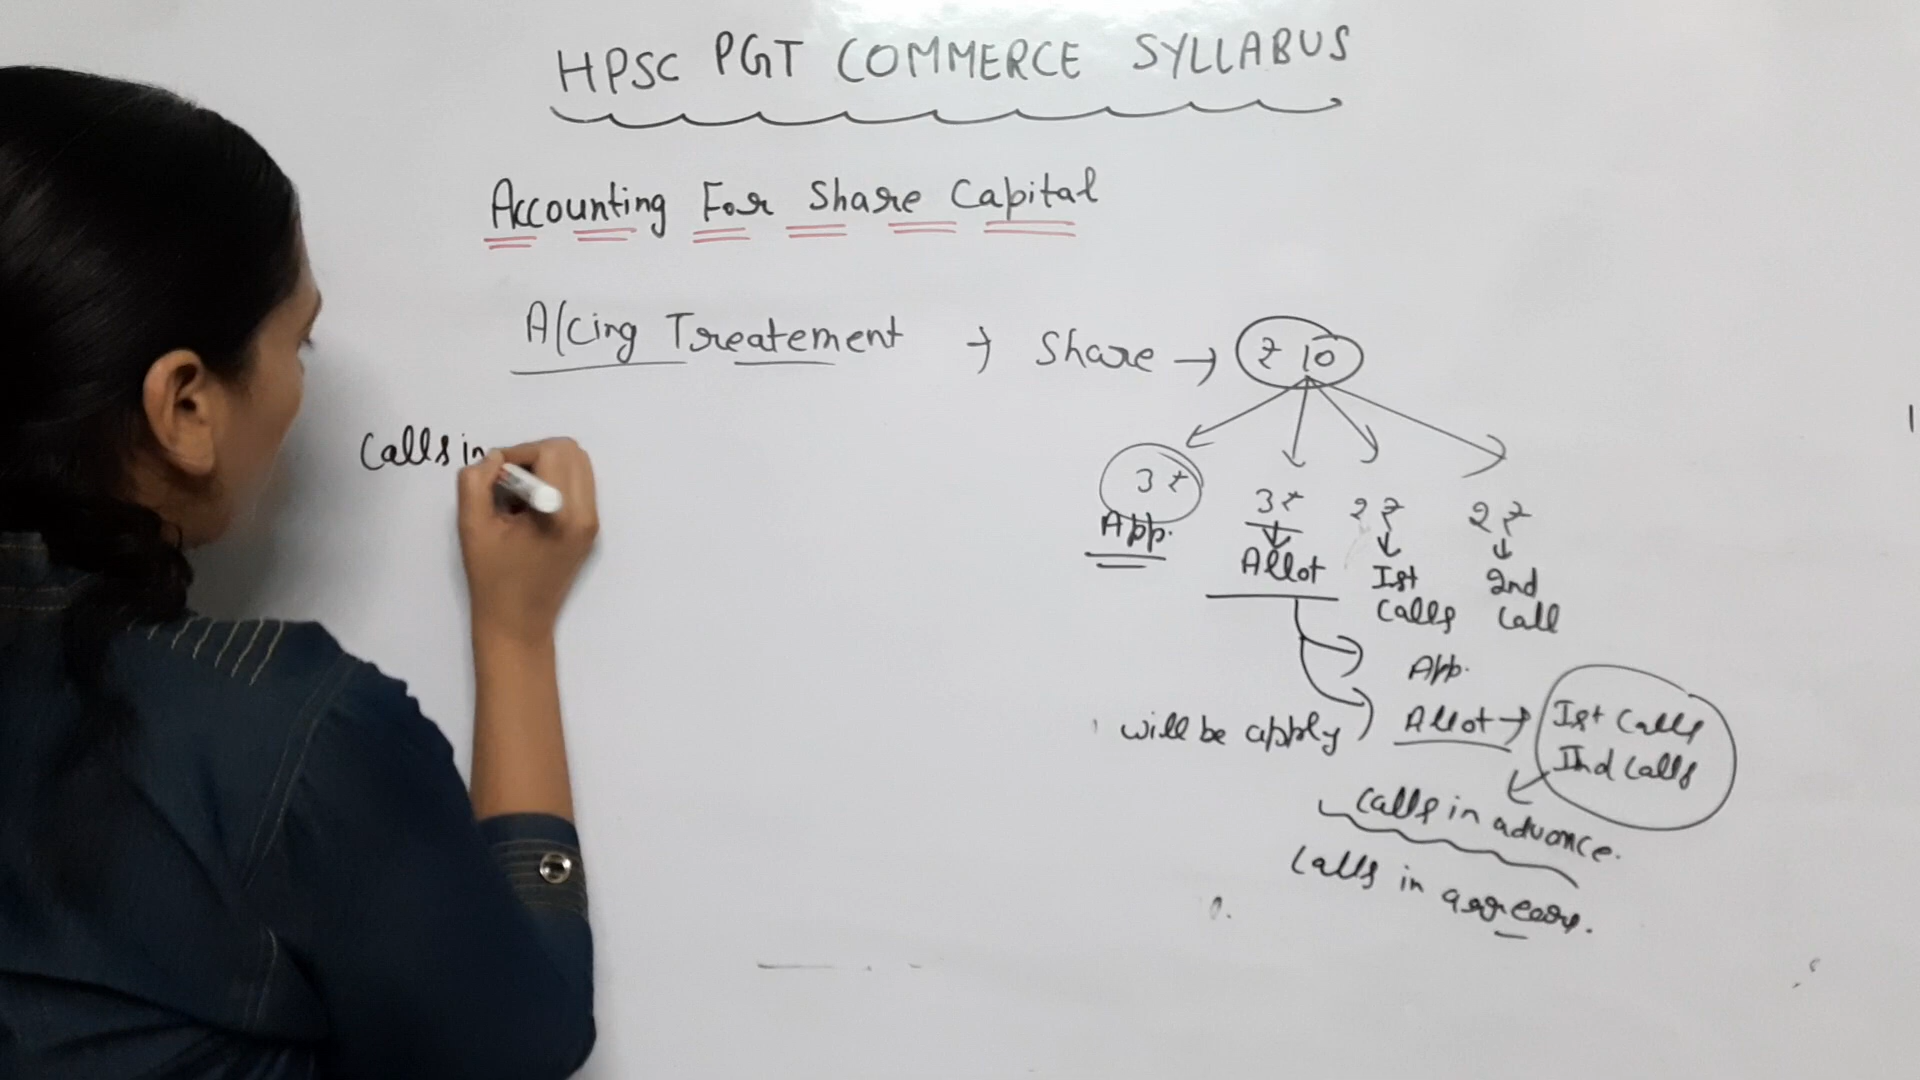 HPSC PGT COMMERCE SYLLABUS
Accounting For Share Capital
A/cing Treatement → Share → ₹ 10
Calls in
3 ₹
App.
3₹
Allot
2 ₹
Ist
Calls
2 ₹
2nd
Call
App.
will be apply
Allot → Ist Calls
IInd Calls
Calls in advance.
Calls in arrears.